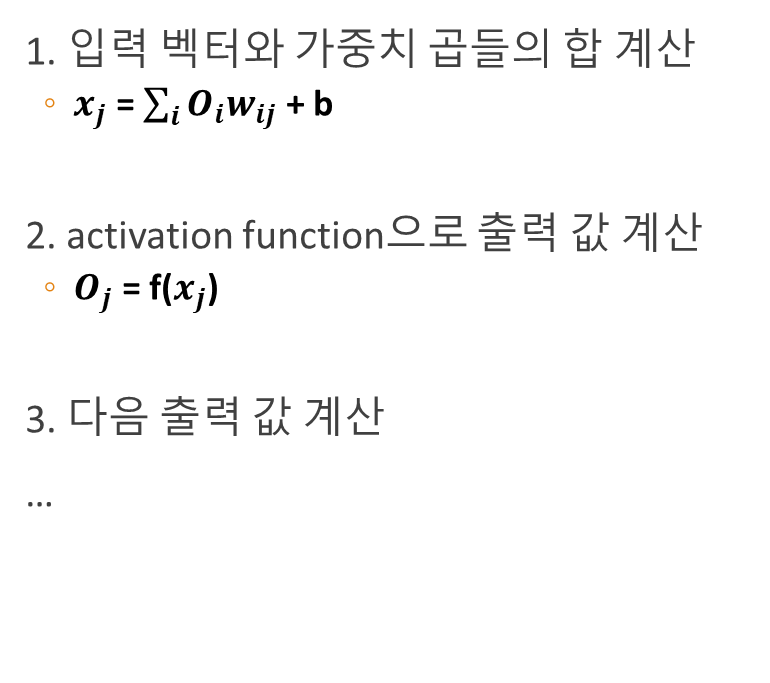 1. 입력 벡터와 가중치 곱들의 합 계산
◦ xⱼ = ∑ᵢ Oᵢwᵢⱼ + b
2. activation function으로 출력 값 계산
◦ Oⱼ = f(xⱼ)
3. 다음 출력 값 계산
...